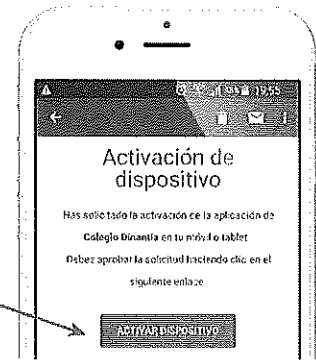 19:55
Activación de
dispositivo
Has solicitado la activación de la aplicación de
Colegio Dinantia en tu móvil o tablet
Debes aprobar la solicitud haciendo clic en el
siguiente enlace
ACTIVAR DISPOSITIVO